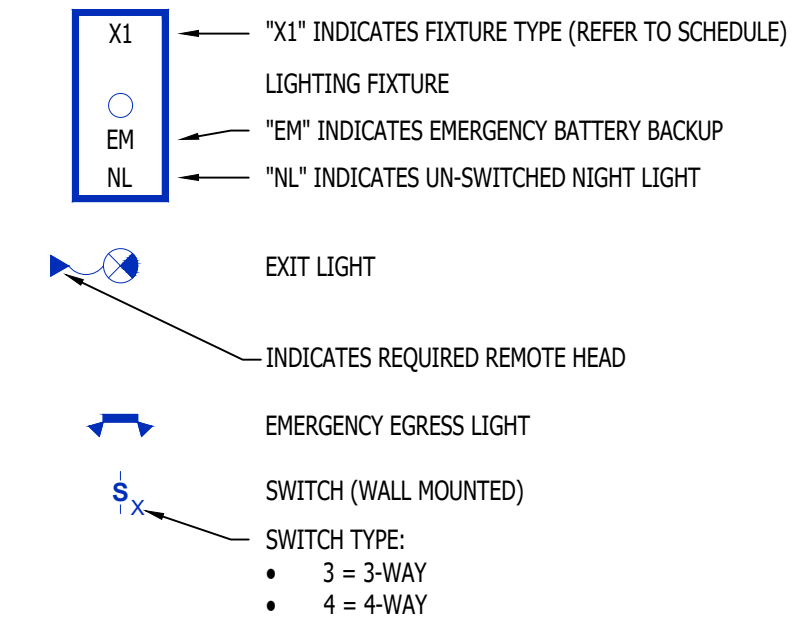 X1 "X1" INDICATES FIXTURE TYPE (REFER TO SCHEDULE)
LIGHTING FIXTURE
EM "EM" INDICATES EMERGENCY BATTERY BACKUP
NL "NL" INDICATES UN-SWITCHED NIGHT LIGHT
EXIT LIGHT
INDICATES REQUIRED REMOTE HEAD
EMERGENCY EGRESS LIGHT
S X SWITCH (WALL MOUNTED)
SWITCH TYPE:
• 3 = 3-WAY
• 4 = 4-WAY